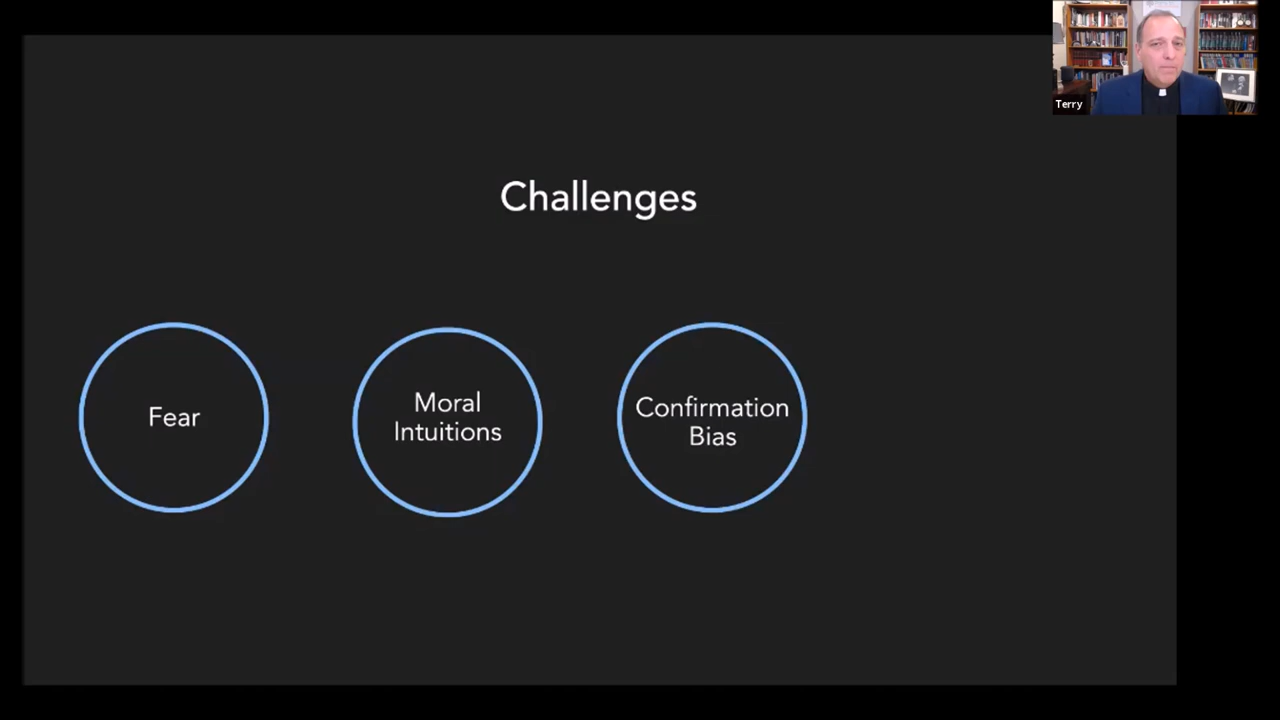 Terry
Challenges
Fear
Moral
Intuitions
Confirmation
Bias